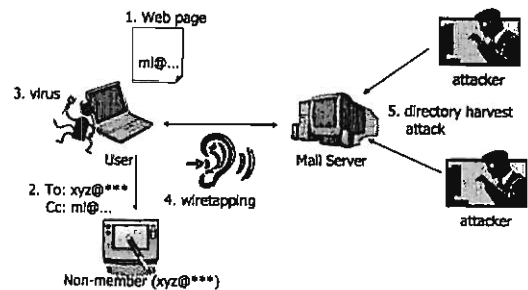 1. Web page
ml@...
3. virus
User
2. To: xyz@***
Cc: ml@...
4. wiretapping
Non-member (xyz@***)
Mail Server
attacker
5. directory harvest
attack
attacker